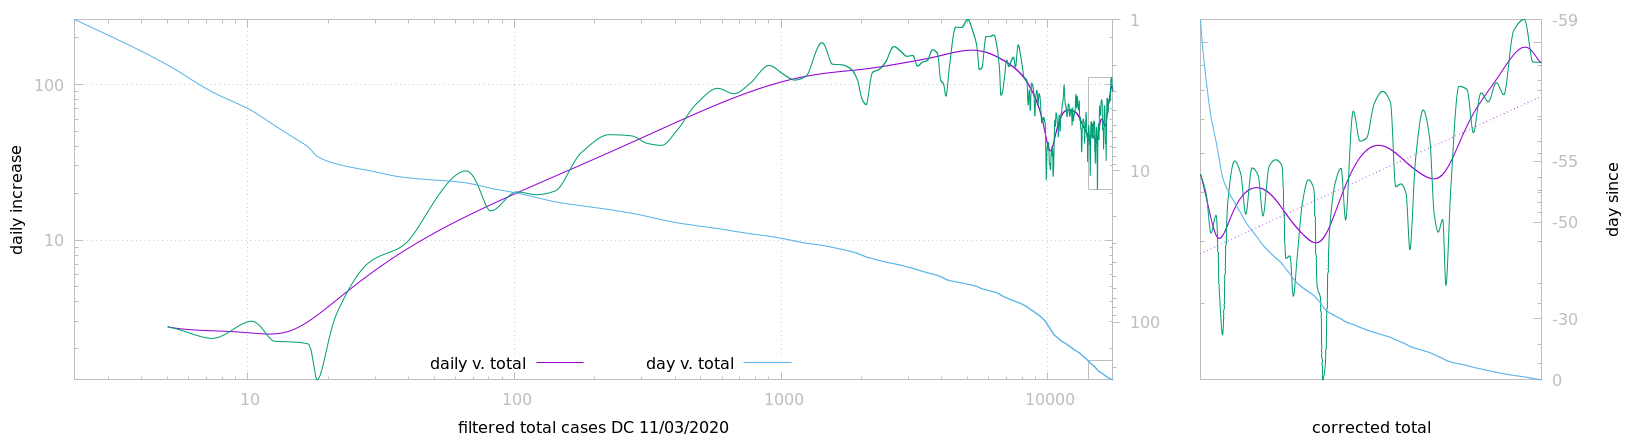 daily increase
100
10
1
10
100
daily v. total
day v. total
10
100
1000
10000
filtered total cases DC 11/03/2020
-59
-55
-50
-30
0
day since
corrected total